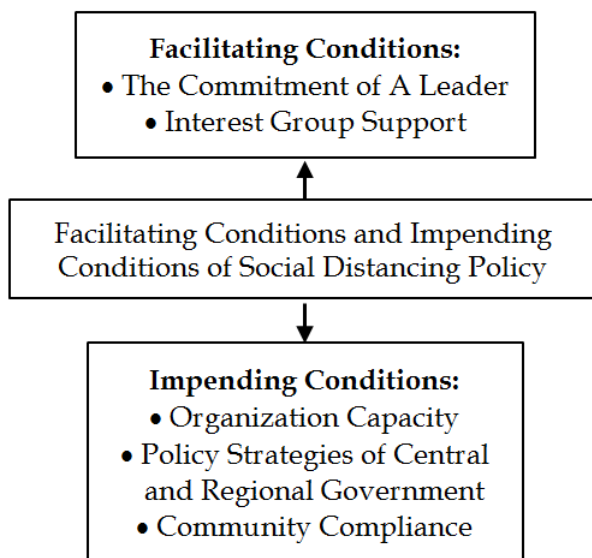 Facilitating Conditions:
• The Commitment of A Leader
• Interest Group Support
Facilitating Conditions and Impending
Conditions of Social Distancing Policy
Impending Conditions:
• Organization Capacity
• Policy Strategies of Central
and Regional Government
• Community Compliance